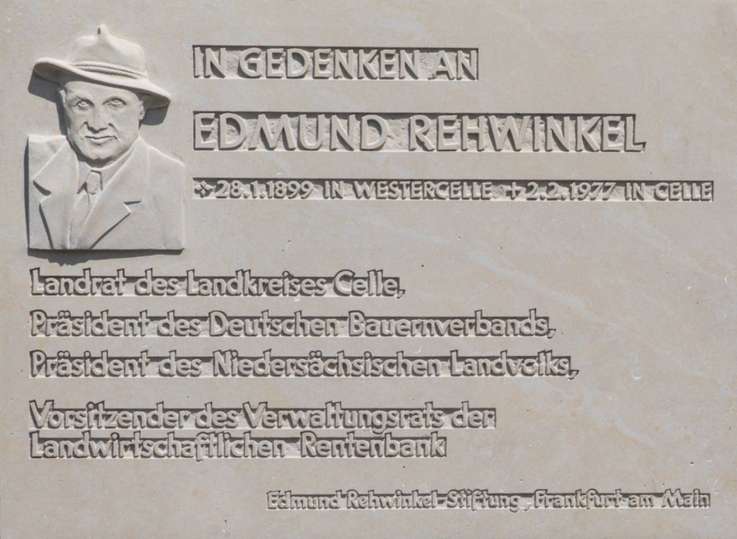 IN GEDENKEN AN
EDMUND REHWINKEL
28.1.1899 IN WESTERCELLE + 2.2.1977 IN CELLE
Landrat des Landkreises Celle,
Präsident des Deutschen Bauernverbands,
Präsident des Niedersächsischen Landvolks,
Vorsitzender des Verwaltungsrats der
Landwirtschaftlichen Rentenbank
Edmund Rehwinkel-Stiftung, Frankfurt am Main